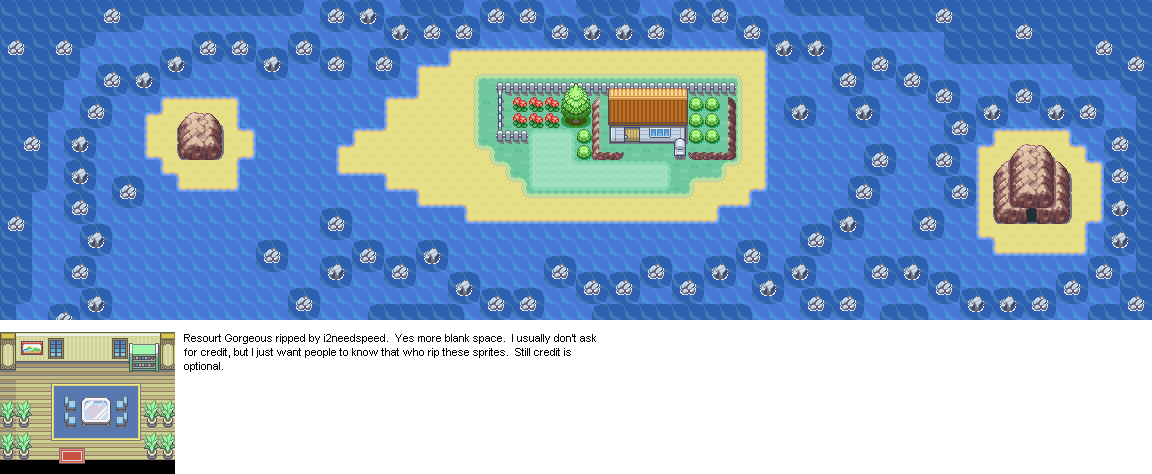 Resourt Gorgeous ripped by i2needspeed.  Yes more blank space.  I usually don't ask
for credit, but I just want people to know that who rip these sprites.  Still credit is
optional.